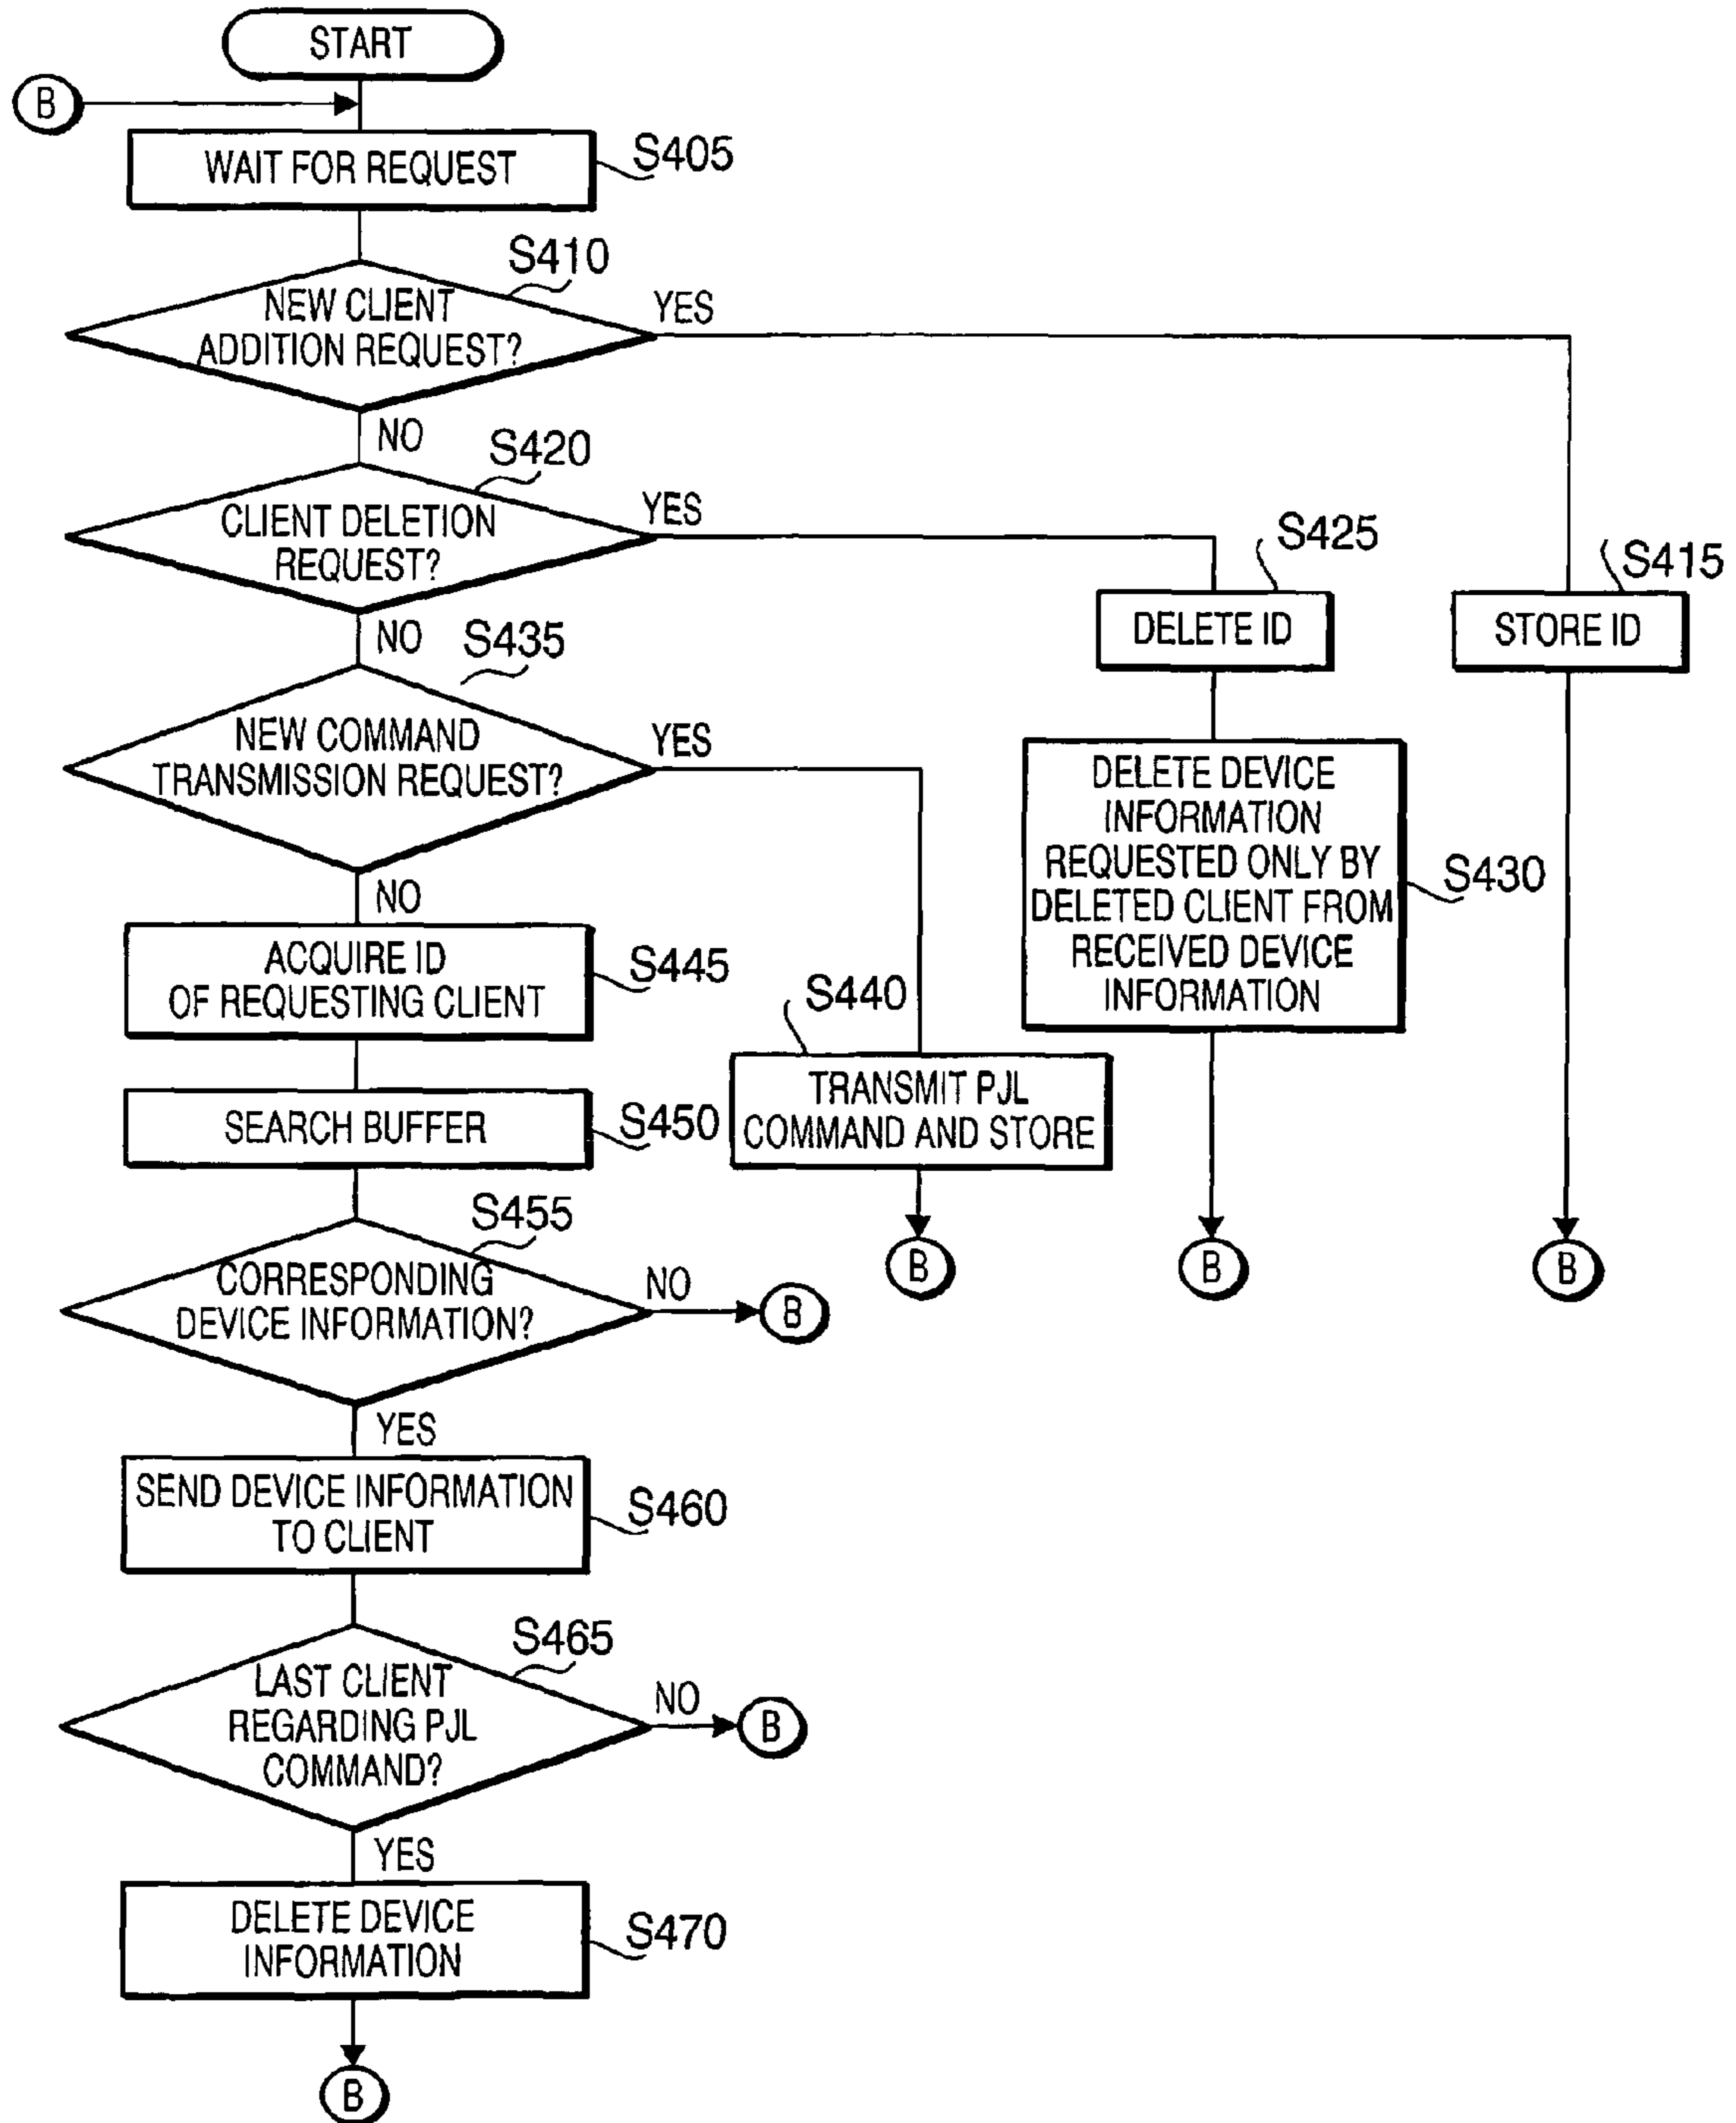 START
B
WAIT FOR REQUEST
S405
S410
NEW CLIENT
ADDITION REQUEST?
YES
NO
S420
CLIENT DELETION
REQUEST?
YES
S425
DELETE ID
S415
STORE ID
NO
S435
NEW COMMAND
TRANSMISSION REQUEST?
YES
DELETE DEVICE
INFORMATION
REQUESTED ONLY BY
DELETED CLIENT FROM
RECEIVED DEVICE
INFORMATION
S430
NO
ACQUIRE ID
OF REQUESTING CLIENT
S445
S440
TRANSMIT PJL
COMMAND AND STORE
SEARCH BUFFER
S450
B
B
B
S455
CORRESPONDING
DEVICE INFORMATION?
NO
B
YES
SEND DEVICE INFORMATION
TO CLIENT
S460
S465
LAST CLIENT
REGARDING PJL
COMMAND?
NO
B
YES
DELETE DEVICE
INFORMATION
S470
B